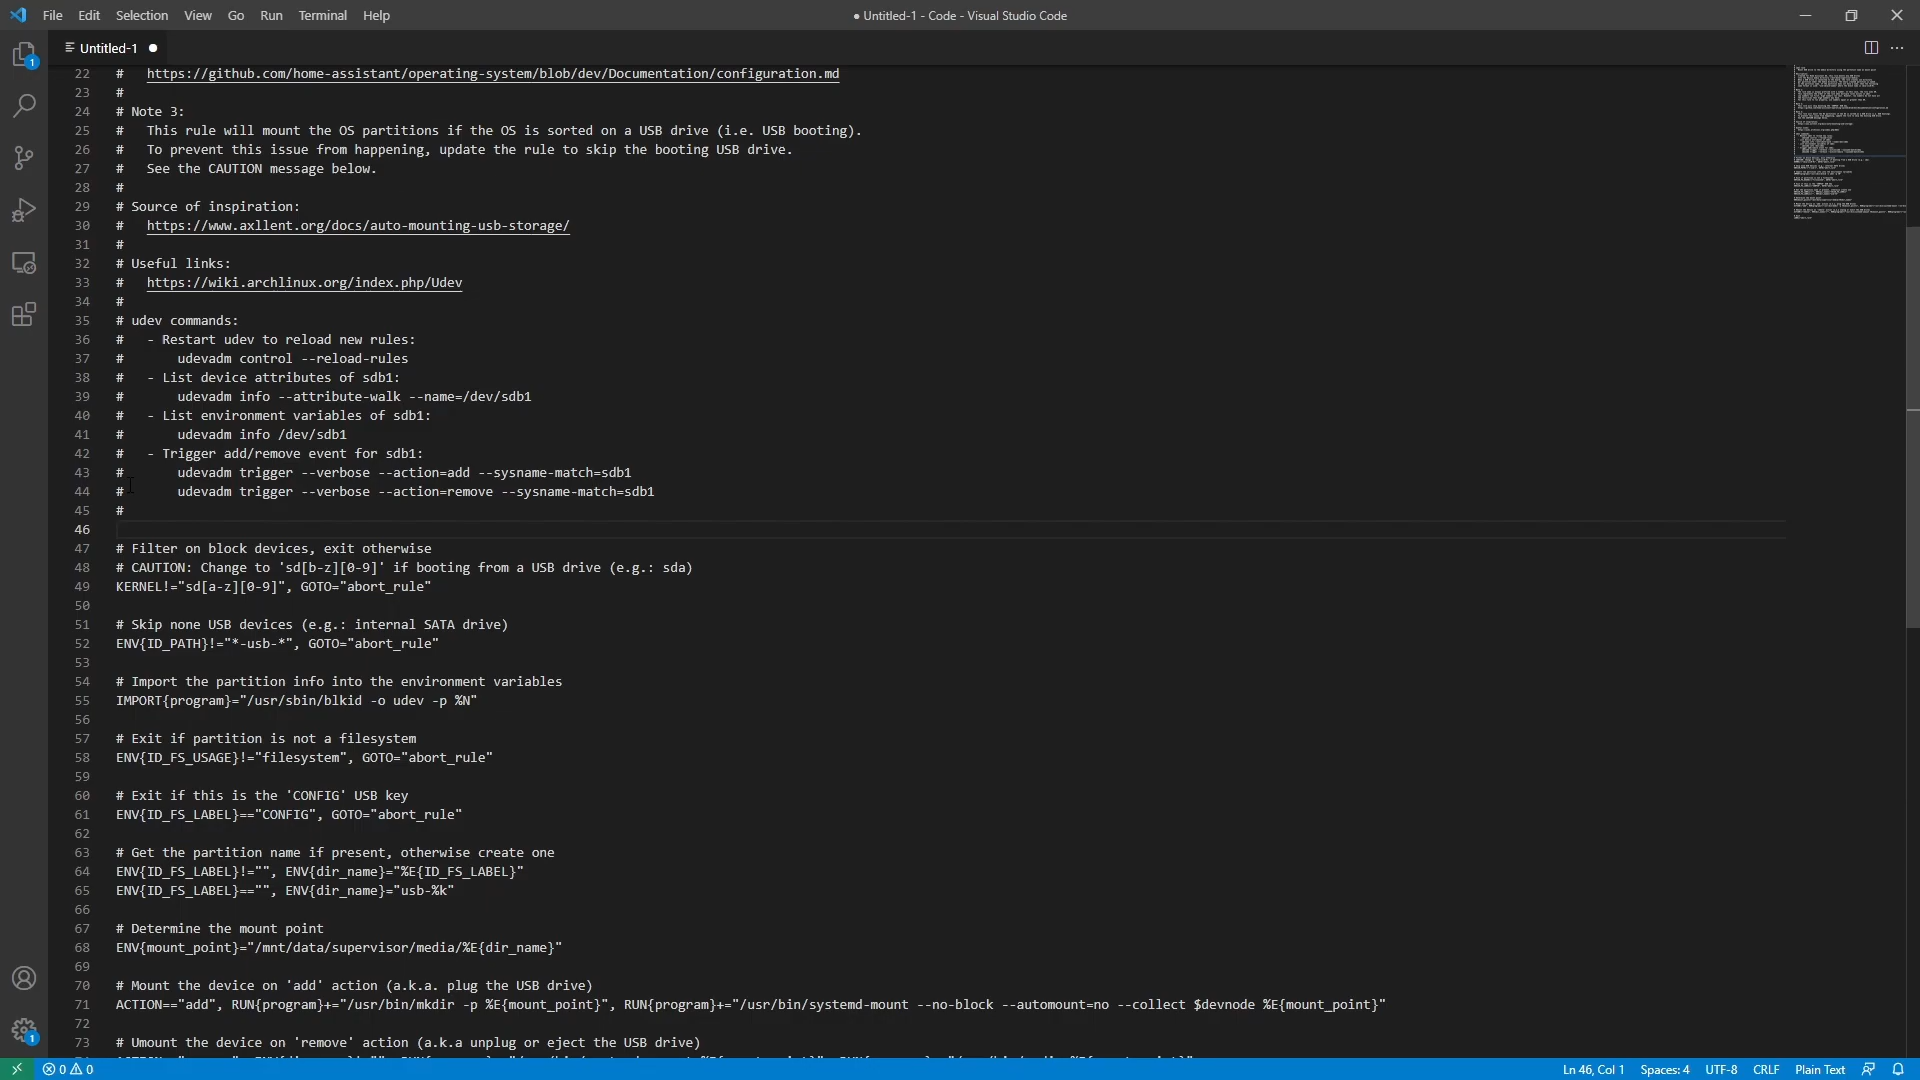 File Edit Selection View Go Run Terminal Help
● Untitled-1 - Code - Visual Studio Code
Untitled-1 ●
22 #   https://github.com/home-assistant/operating-system/blob/dev/Documentation/configuration.md
23 #
24 # Note 3:
25 #   This rule will mount the OS partitions if the OS is sorted on a USB drive (i.e. USB booting).
26 #   To prevent this issue from happening, update the rule to skip the booting USB drive.
27 #   See the CAUTION message below.
28 #
29 # Source of inspiration:
30 #   https://www.axllent.org/docs/auto-mounting-usb-storage/
31 #
32 # Useful links:
33 #   https://wiki.archlinux.org/index.php/Udev
34 #
35 # udev commands:
36 #   - Restart udev to reload new rules:
37 #       udevadm control --reload-rules
38 #   - List device attributes of sdb1:
39 #       udevadm info --attribute-walk --name=/dev/sdb1
40 #   - List environment variables of sdb1:
41 #       udevadm info /dev/sdb1
42 #   - Trigger add/remove event for sdb1:
43 #       udevadm trigger --verbose --action=add --sysname-match=sdb1
44 #       udevadm trigger --verbose --action=remove --sysname-match=sdb1
45 #
46
47 # Filter on block devices, exit otherwise
48 # CAUTION: Change to 'sd[b-z][0-9]' if booting from a USB drive (e.g.: sda)
49 KERNEL!="sd[a-z][0-9]", GOTO="abort_rule"
50
51 # Skip none USB devices (e.g.: internal SATA drive)
52 ENV{ID_PATH}!="*-usb-*", GOTO="abort_rule"
53
54 # Import the partition info into the environment variables
55 IMPORT{program}="/usr/sbin/blkid -o udev -p %N"
56
57 # Exit if partition is not a filesystem
58 ENV{ID_FS_USAGE}!="filesystem", GOTO="abort_rule"
59
60 # Exit if this is the 'CONFIG' USB key
61 ENV{ID_FS_LABEL}=="CONFIG", GOTO="abort_rule"
62
63 # Get the partition name if present, otherwise create one
64 ENV{ID_FS_LABEL}!="", ENV{dir_name}="%E{ID_FS_LABEL}"
65 ENV{ID_FS_LABEL}=="", ENV{dir_name}="usb-%k"
66
67 # Determine the mount point
68 ENV{mount_point}="/mnt/data/supervisor/media/%E{dir_name}"
69
70 # Mount the device on 'add' action (a.k.a. plug the USB drive)
71 ACTION=="add", RUN{program}+="/usr/bin/mkdir -p %E{mount_point}", RUN{program}+="/usr/bin/systemd-mount --no-block --automount=no --collect $devnode %E{mount_point}"
72
73 # Umount the device on 'remove' action (a.k.a unplug or eject the USB drive)
0 0
Ln 46, Col 1 Spaces: 4 UTF-8 CRLF Plain Text